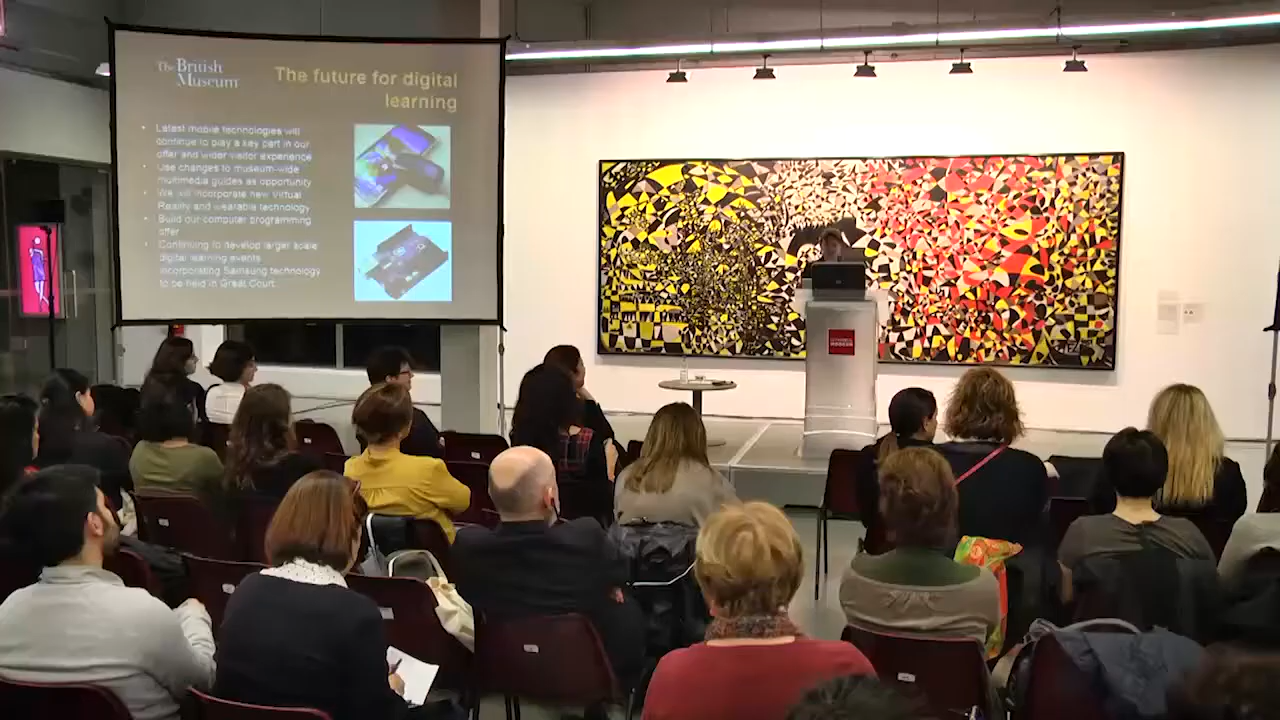 The British
Museum
The future for digital
learning
• Latest mobile technologies will
continue to play a key part in our
offer and wider visitor experience
• Use changes to museum-wide
multimedia guides as opportunity
• We will incorporate new Virtual
Reality and wearable technology
• Build our computer programming
offer
• Continuing to develop larger scale
digital learning events
incorporating Samsung technology
to be held in Great Court